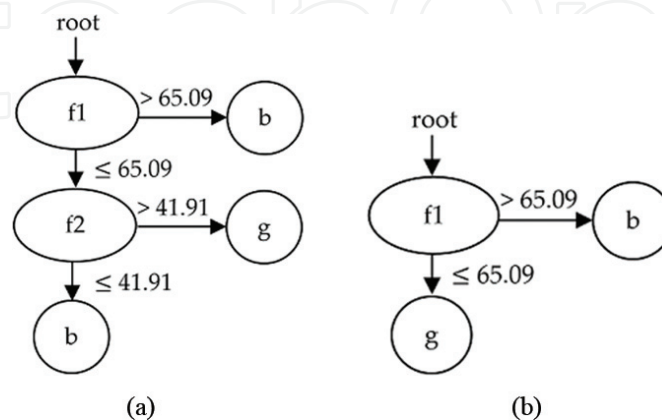 root
f1
> 65.09
b
≤ 65.09
f2
> 41.91
g
≤ 41.91
b
(a)
root
f1
> 65.09
b
≤ 65.09
g
(b)